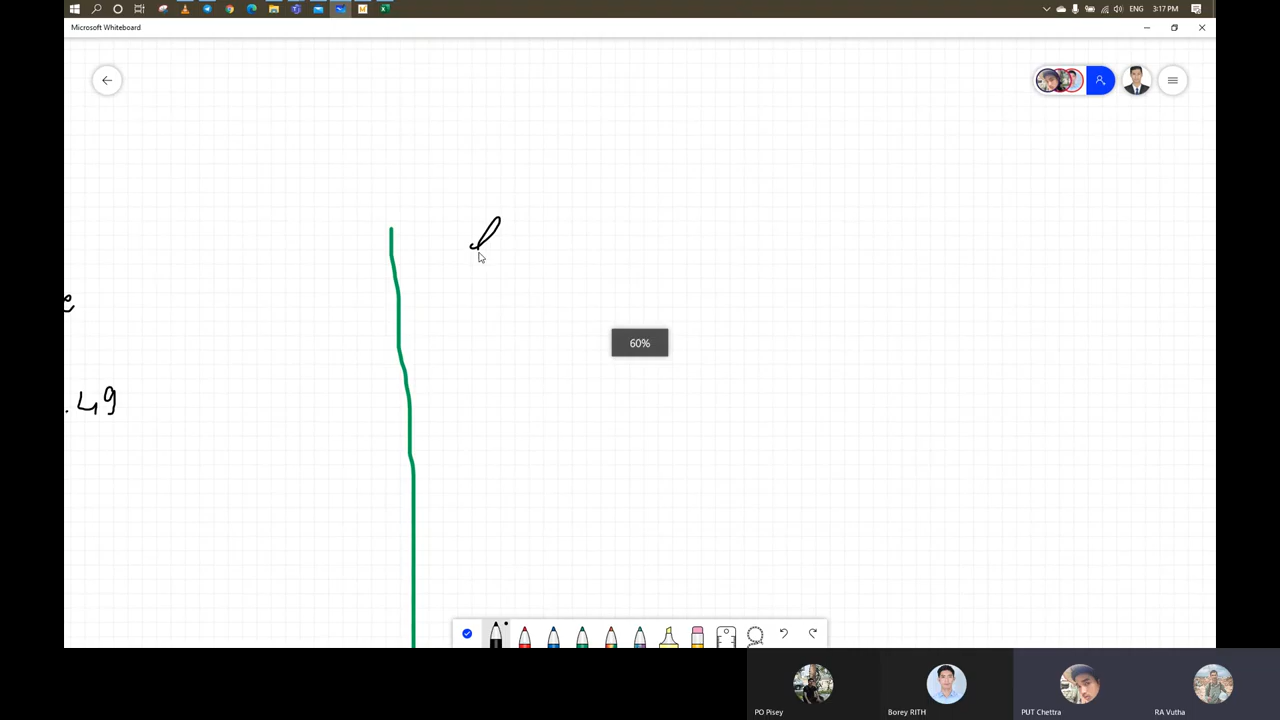 ENG 3:17 PM
Microsoft Whiteboard
l
e
.49
60%
PO Pisey
Borey RITH
PUT Chettra
RA Vutha